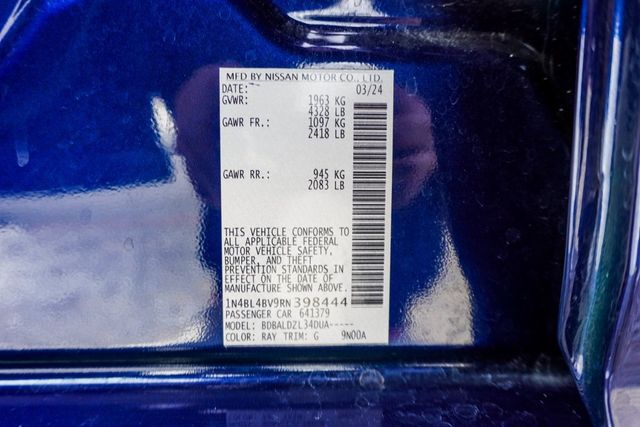 MFD BY NISSAN MOTOR CO., LTD.
DATE: 03/24
GVWR: 1963 KG
4328 LB
GAWR FR.: 1097 KG
2418 LB
GAWR RR.: 945 KG
2083 LB
THIS VEHICLE CONFORMS TO
ALL APPLICABLE FEDERAL
MOTOR VEHICLE SAFETY,
BUMPER, AND THEFT
PREVENTION STANDARDS IN
EFFECT ON THE DATE OF
MANUFACTURE SHOWN ABOVE.
1N4BL4BV9RN398444
PASSENGER CAR 641379
MODEL: BDBALDZL34DUA-----
COLOR: RAY TRIM: G 9N00A